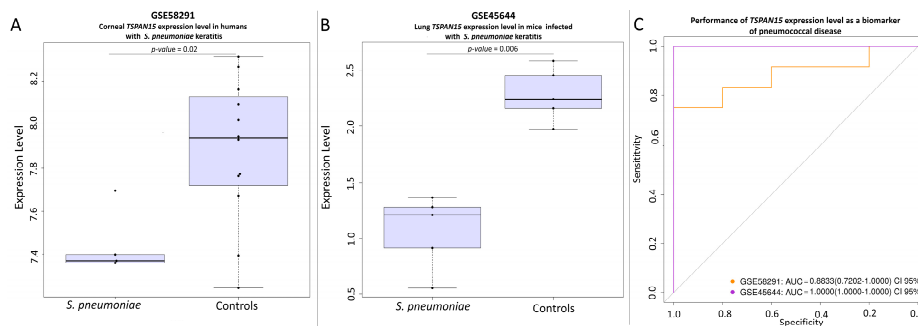 A
GSE58291
Corneal TSPAN15 expression level in humans
with S. pneumoniae keratitis
p-value = 0.02
Expression Level
8.2
8.0
7.8
7.6
7.4
S. pneumoniae
Controls
B
GSE45644
Lung TSPAN15 expression level in mice infected
with S. pneumoniae keratitis
p-value = 0.006
Expression Level
2.5
2.0
1.5
1.0
0.5
S. pneumoniae
Controls
C
Performance of TSPAN15 expression level as a biomarker
of pneumococcal disease
Sensitivity
1.0
0.8
0.6
0.4
0.2
0.0
GSE58291: AUC = 0.8833(0.7202-1.0000) CI 95%
GSE45644: AUC = 1.0000(1.0000-1.0000) CI 95%
1.0 0.8 0.6 0.4 0.2 0.0
Specificity